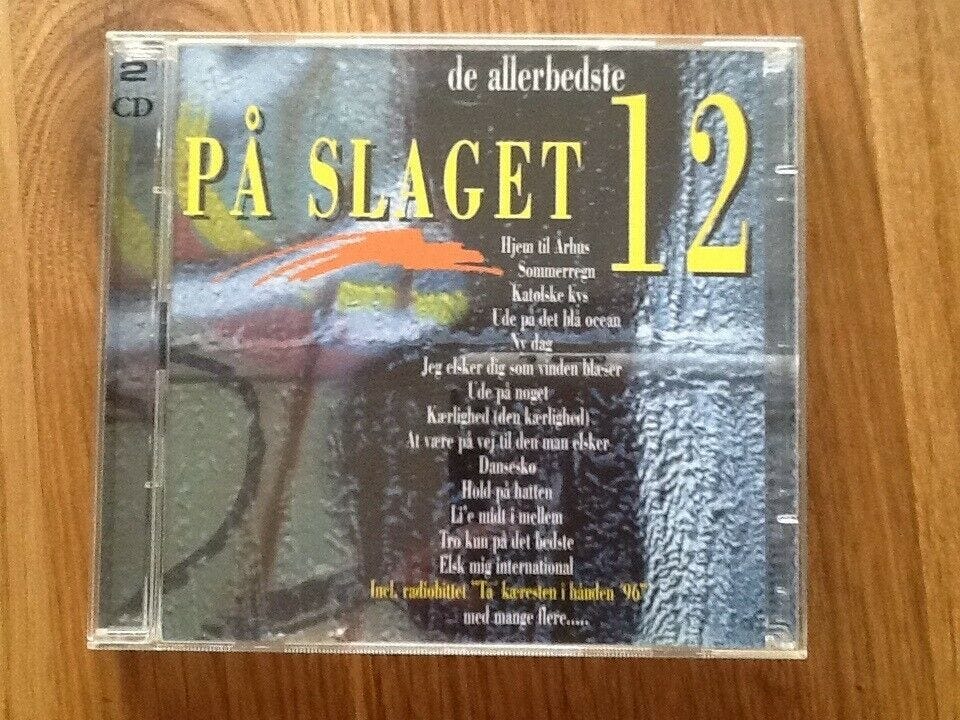 2
CD
de allerbedste
PÅ SLAGET 12
Hjem til Århus
Sommerregn
Katolske kys
Ude på det blå ocean
Ny dag
Jeg elsker dig som vinden blæser
Ude på noget
Kærlighed (den kærlighed)
At være på vej til den man elsker
Dansesko
Hold på hatten
Li'e midt i mellem
Tro kun på det bedste
Elsk mig international
Incl. radiohittet "Ta' kæresten i hånden '96"
med mange flere.....